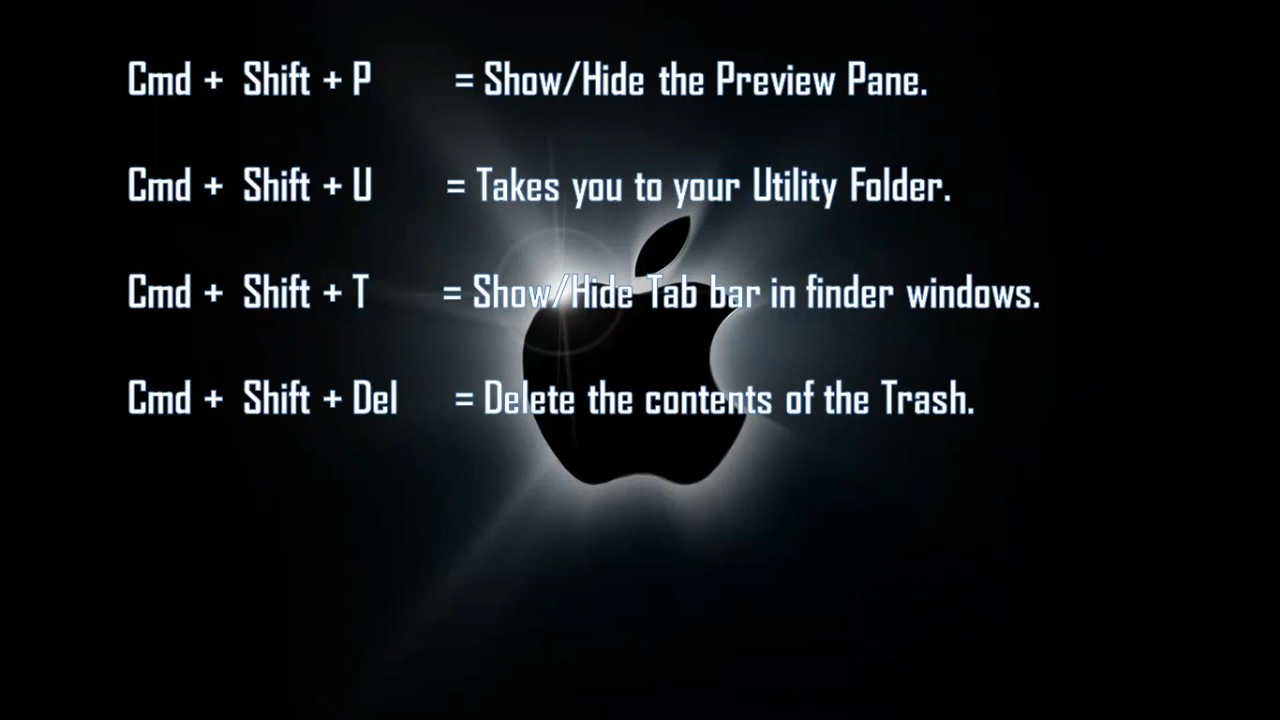 Cmd + Shift + P = Show/Hide the Preview Pane.
Cmd + Shift + U = Takes you to your Utility Folder.
Cmd + Shift + T = Show/Hide Tab bar in finder windows.
Cmd + Shift + Del = Delete the contents of the Trash.